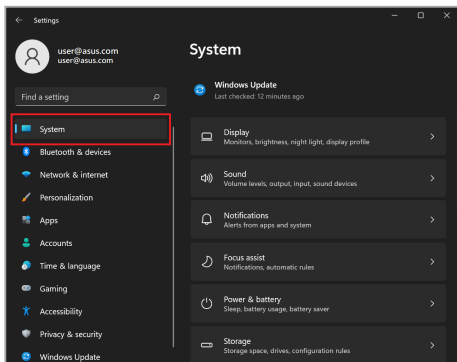 Settings
user@asus.com
user@asus.com
Find a setting
System
Bluetooth & devices
Network & internet
Personalization
Apps
Accounts
Time & language
Gaming
Accessibility
Privacy & security
Windows Update
System
Windows Update
Last checked: 12 minutes ago
Display
Monitors, brightness, night light, display profile
Sound
Volume levels, output, input, sound devices
Notifications
Alerts from apps and system
Focus assist
Notifications, automatic rules
Power & battery
Sleep, battery usage, battery saver
Storage
Storage space, drives, configuration rules